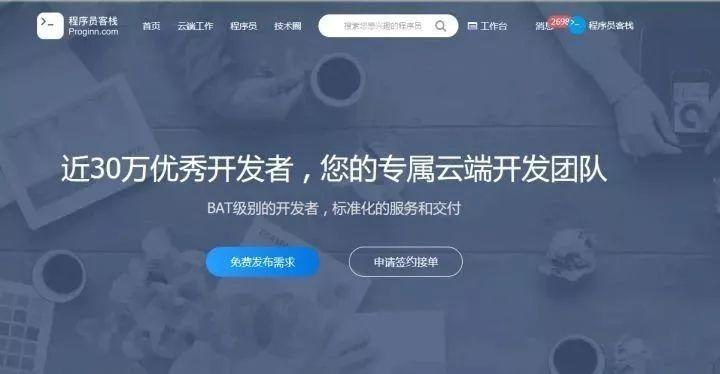 程序员客栈
Proginn.com
首页 云端工作 程序员 技术圈 搜索您感兴趣的程序员 工作台 消息 2698 程序员客栈
近30万优秀开发者，您的专属云端开发团队
BAT级别的开发者，标准化的服务和交付
免费发布需求 申请签约接单